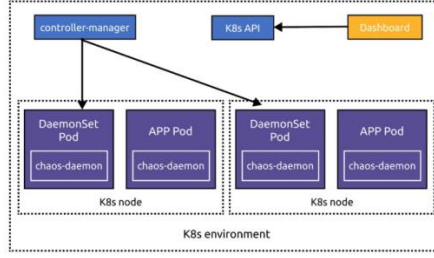 controller-manager
K8s API
Dashboard
DaemonSet
Pod
chaos-daemon
APP Pod
chaos-daemon
K8s node
DaemonSet
Pod
chaos-daemon
APP Pod
chaos-daemon
K8s node
K8s environment